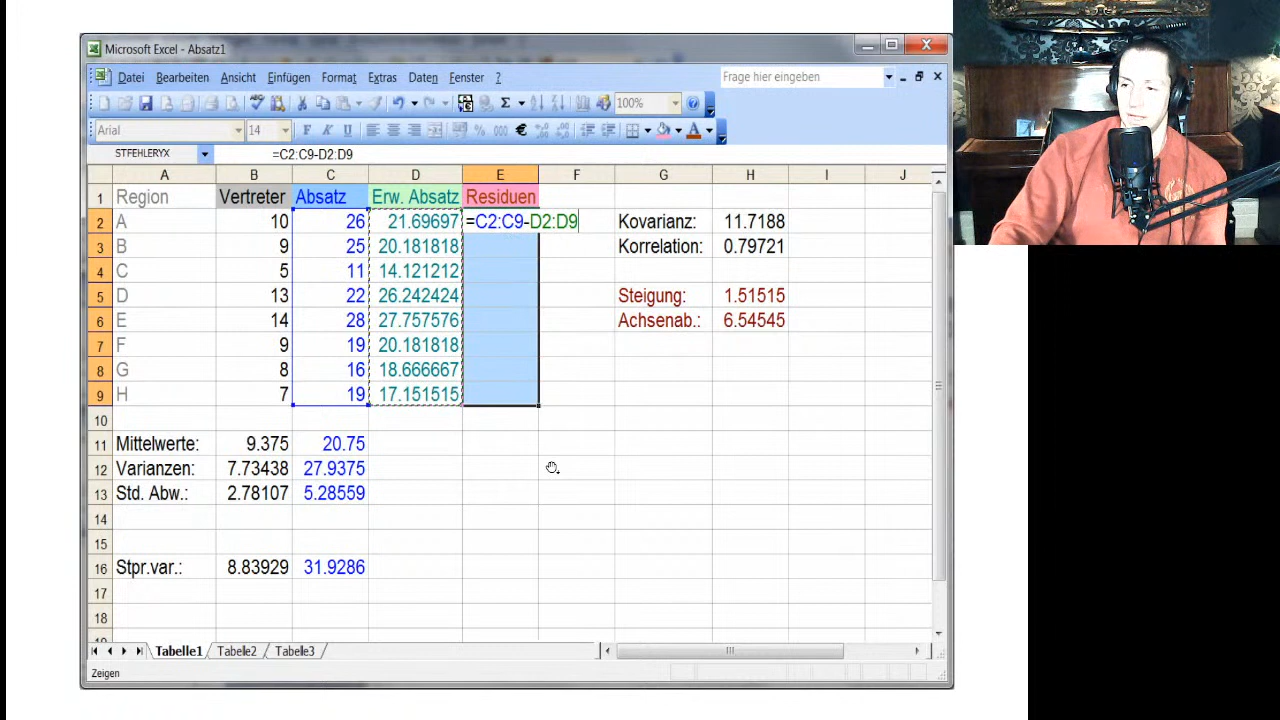 Microsoft Excel - Absatz1
Datei Bearbeiten Ansicht Einfügen Format Extras Daten Fenster ? Frage hier eingeben
100%
Arial 14 F K U % 000 €
STFEHLERYX =C2:C9-D2:D9
A B C D E F G H I J
1 Region Vertreter Absatz Erw. Absatz Residuen
2 A 10 26 21.69697 =C2:C9-D2:D9 Kovarianz: 11.7188
3 B 9 25 20.181818 Korrelation: 0.79721
4 C 5 11 14.121212
5 D 13 22 26.242424 Steigung: 1.51515
6 E 14 28 27.757576 Achsenab.: 6.54545
7 F 9 19 20.181818
8 G 8 16 18.666667
9 H 7 19 17.151515
10
11 Mittelwerte: 9.375 20.75
12 Varianzen: 7.73438 27.9375
13 Std. Abw.: 2.78107 5.28559
14
15
16 Stpr.var.: 8.83929 31.9286
17
18
Tabelle1 Tabelle2 Tabelle3
Zeigen